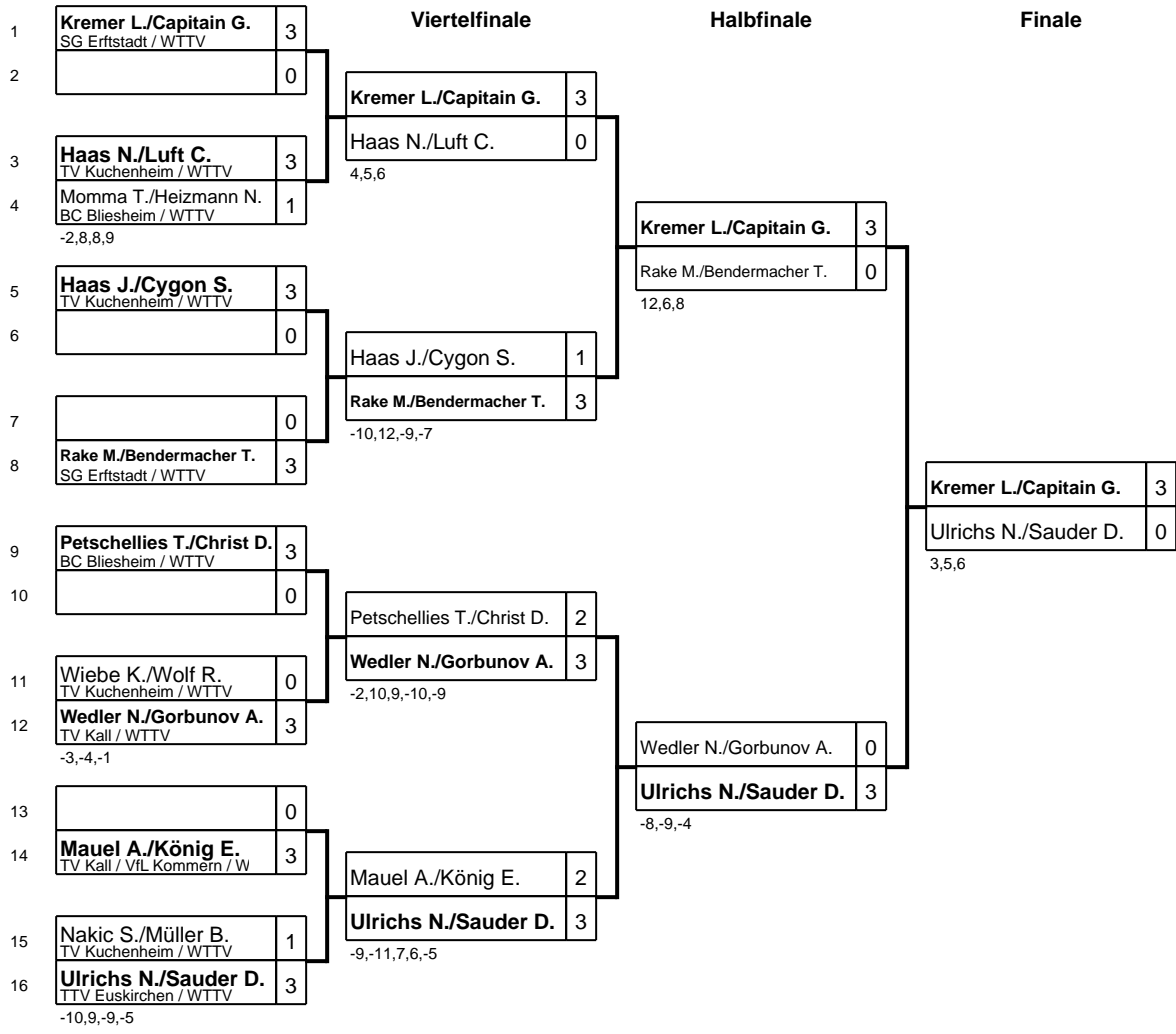 Viertelfinale
Halbfinale
Finale
1
Kremer L./Capitain G. 3
SG Erftstadt / WTTV
2
0
3
Haas N./Luft C. 3
TV Kuchenheim / WTTV
4
Momma T./Heizmann N. 1
BC Bliesheim / WTTV
-2,8,8,9
5
Haas J./Cygon S. 3
TV Kuchenheim / WTTV
6
0
7
0
8
Rake M./Bendermacher T. 3
SG Erftstadt / WTTV
9
Petschellies T./Christ D. 3
BC Bliesheim / WTTV
10
0
11
Wiebe K./Wolf R. 0
TV Kuchenheim / WTTV
12
Wedler N./Gorbunov A. 3
TV Kall / WTTV
-3,-4,-1
13
0
14
Mauel A./König E. 3
TV Kall / VfL Kommern / W
15
Nakic S./Müller B. 1
TV Kuchenheim / WTTV
16
Ulrichs N./Sauder D. 3
TTV Euskirchen / WTTV
-10,9,-9,-5
Kremer L./Capitain G. 3
Haas N./Luft C. 0
4,5,6
Haas J./Cygon S. 1
Rake M./Bendermacher T. 3
-10,12,-9,-7
Petschellies T./Christ D. 2
Wedler N./Gorbunov A. 3
-2,10,9,-10,-9
Mauel A./König E. 2
Ulrichs N./Sauder D. 3
-9,-11,7,6,-5
Kremer L./Capitain G. 3
Rake M./Bendermacher T. 0
12,6,8
Wedler N./Gorbunov A. 0
Ulrichs N./Sauder D. 3
-8,-9,-4
Kremer L./Capitain G. 3
Ulrichs N./Sauder D. 0
3,5,6